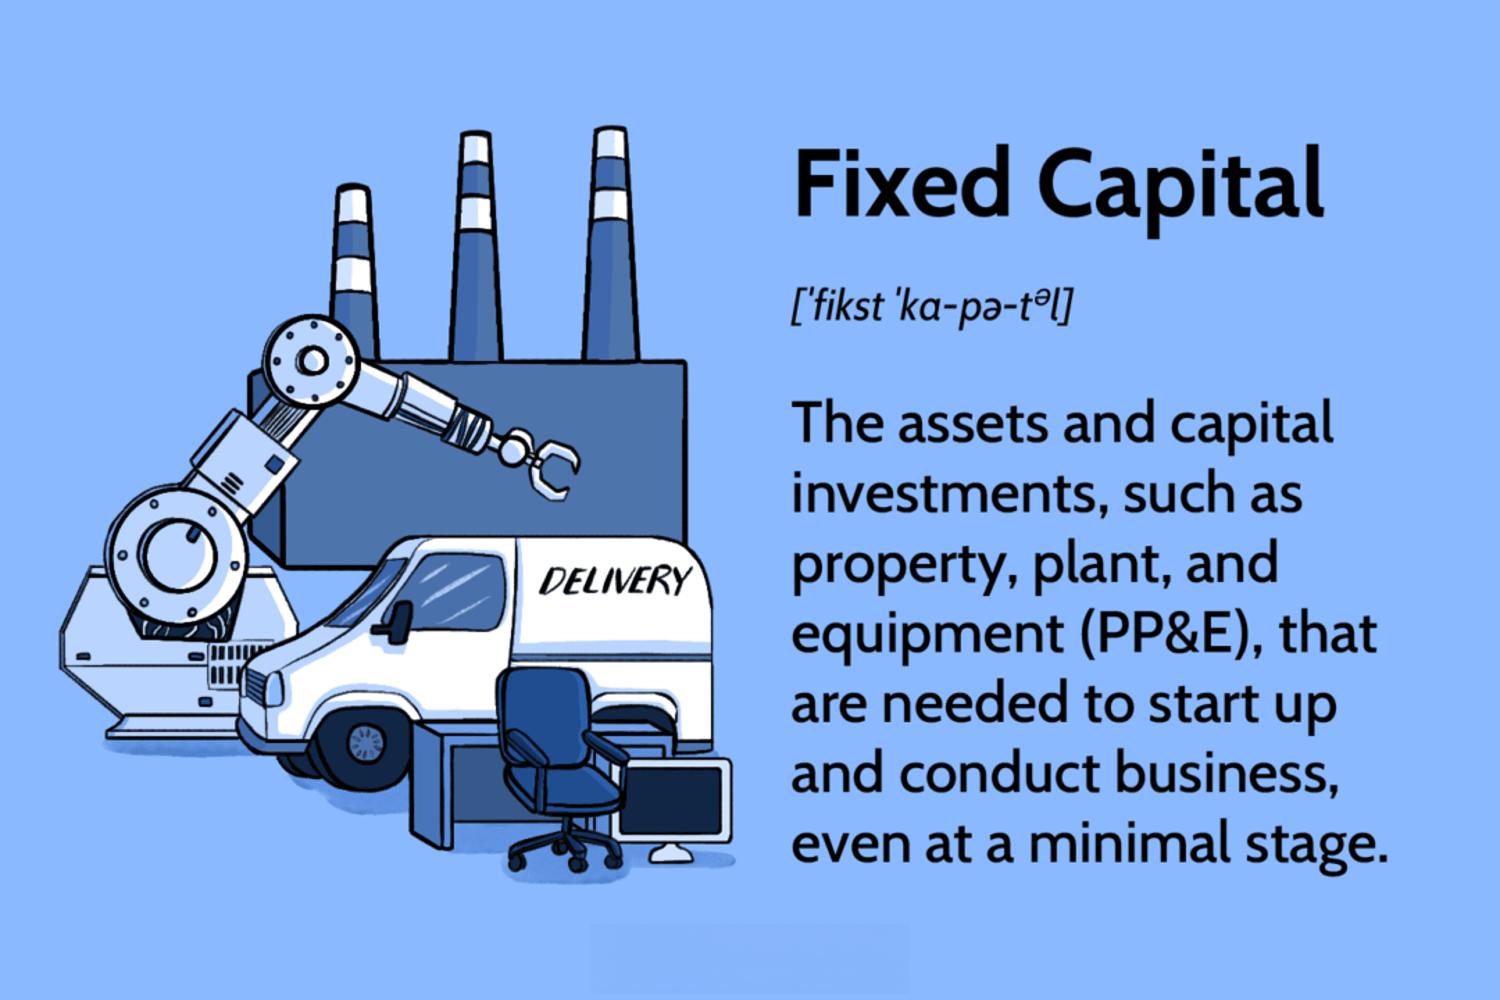 Fixed Capital
[ˈfikst ˈka-pə-tᵊl]
The assets and capital
investments, such as
property, plant, and
equipment (PP&E), that
are needed to start up
and conduct business,
even at a minimal stage.
DELIVERY